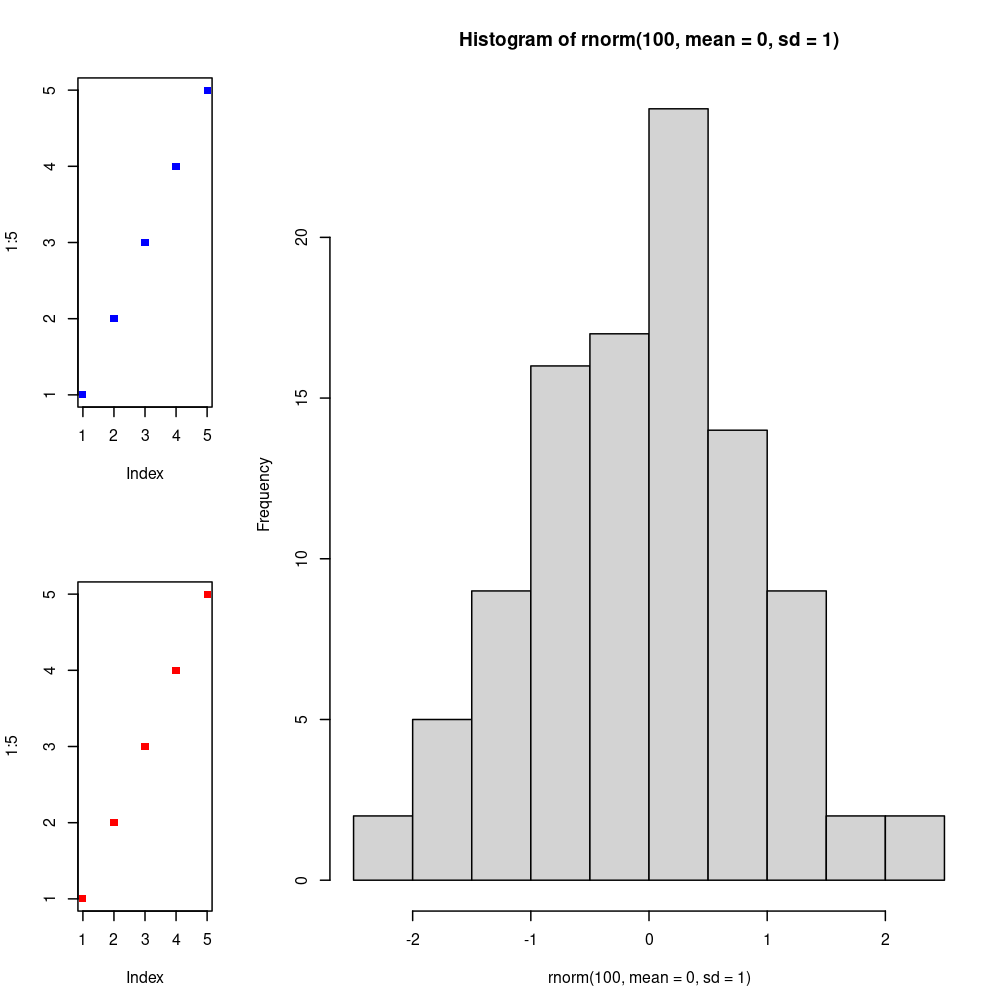 Histogram of rnorm(100, mean = 0, sd = 1)
5
4
3
2
1
1:5
1 2 3 4 5
Index
5
4
3
2
1
1:5
1 2 3 4 5
Index
20
15
10
5
0
Frequency
-2 -1 0 1 2
rnorm(100, mean = 0, sd = 1)